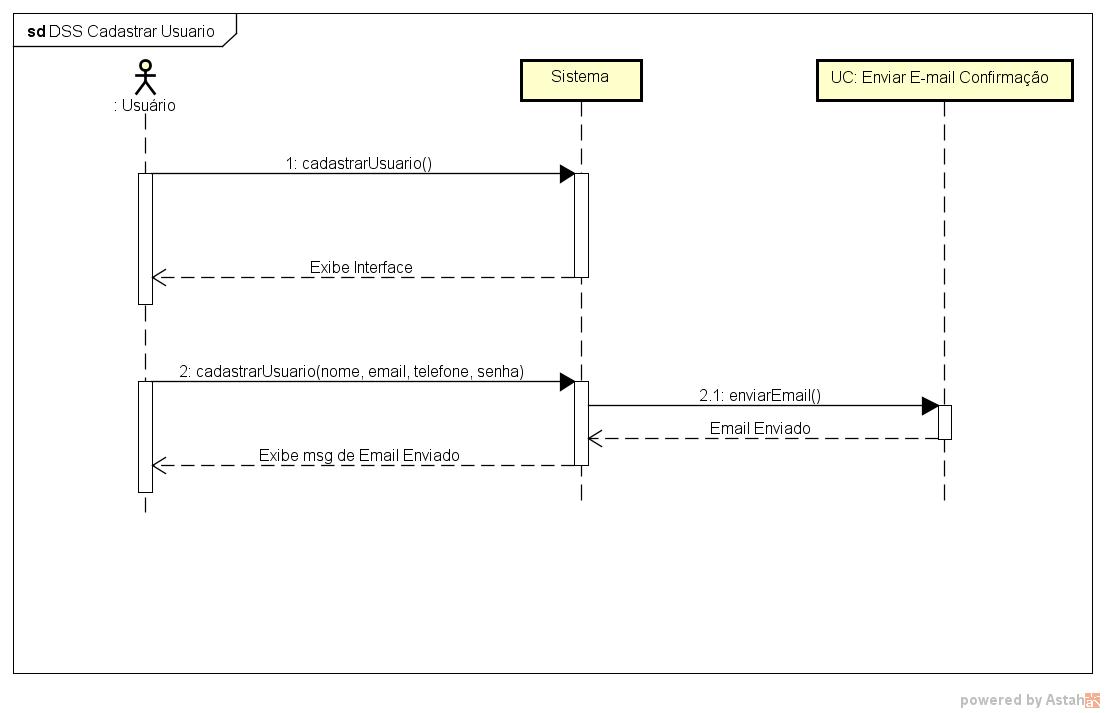 sd DSS Cadastrar Usuario
: Usuário
Sistema
UC: Enviar E-mail Confirmação
1: cadastrarUsuario()
Exibe Interface
2: cadastrarUsuario(nome, email, telefone, senha)
2.1: enviarEmail()
Email Enviado
Exibe msg de Email Enviado
powered by Astah